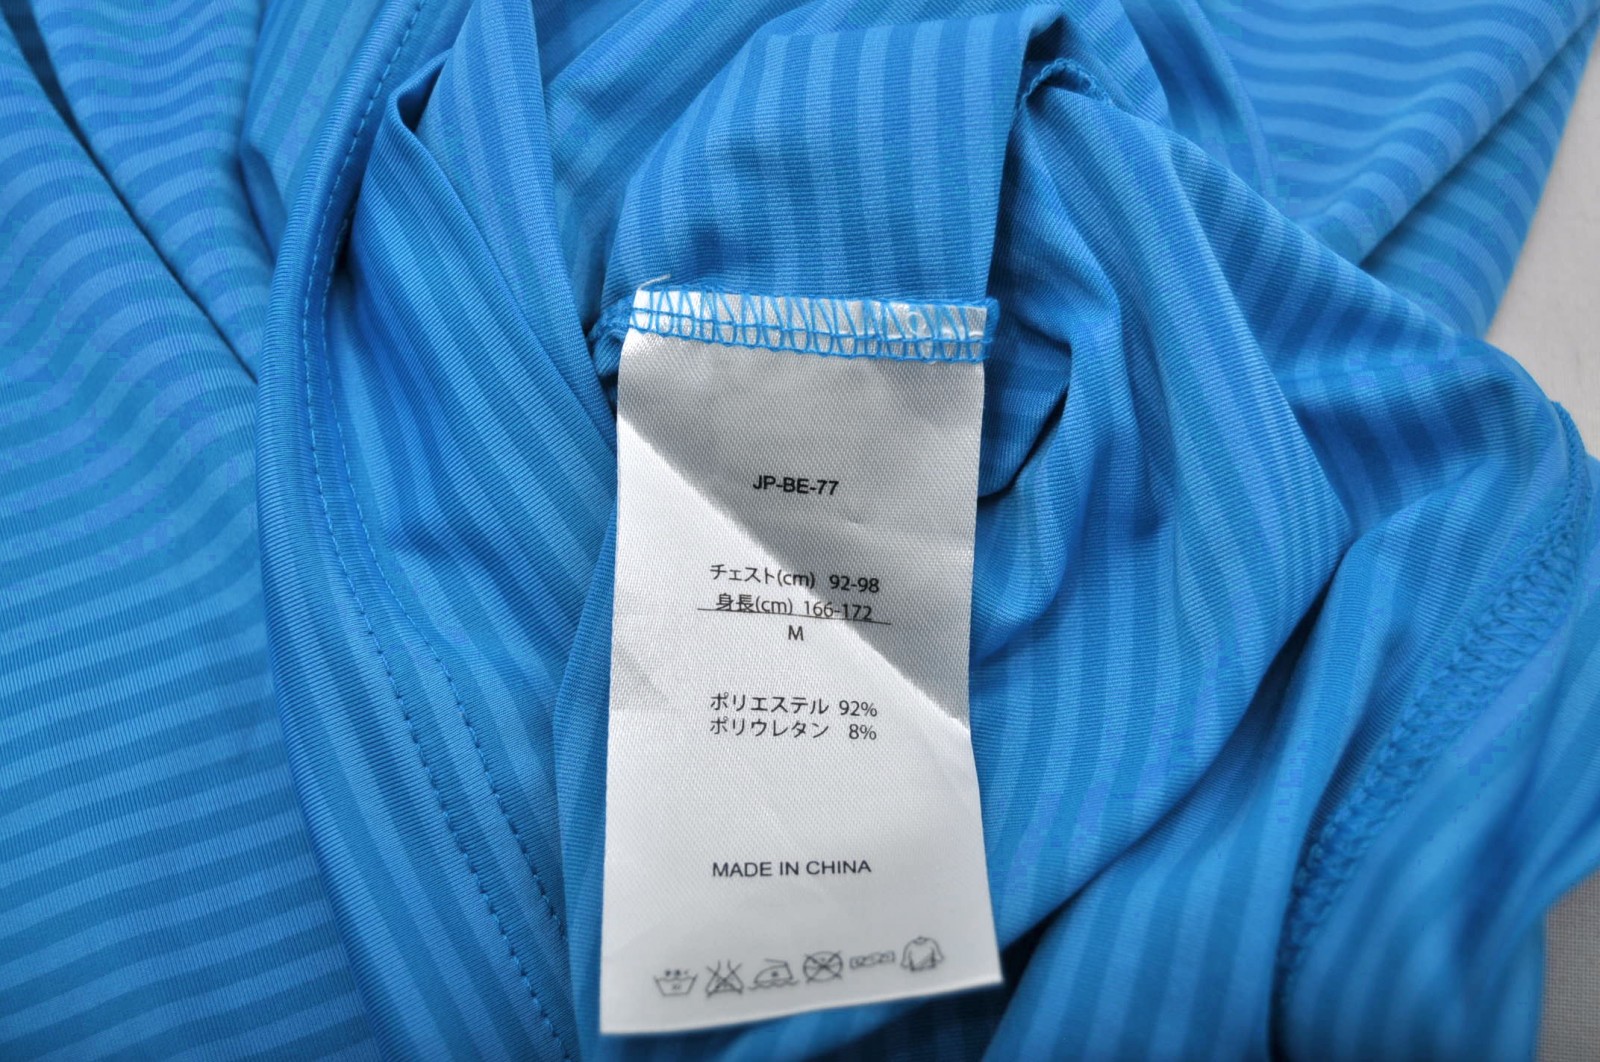 JP-BE-77
チェスト(cm) 92-98
身長(cm) 166-172
M
ポリエステル 92%
ポリウレタン 8%
MADE IN CHINA